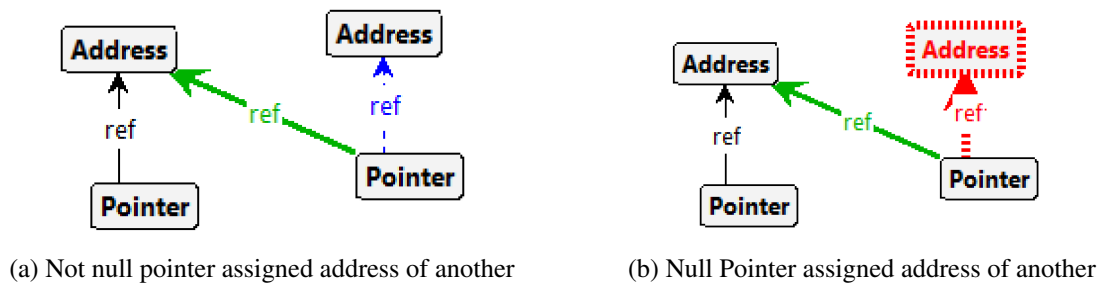 Address
Address
ref
ref
ref
Pointer
Pointer
(a) Not null pointer assigned address of another
Address
Address
ref
ref
ref
Pointer
Pointer
(b) Null Pointer assigned address of another